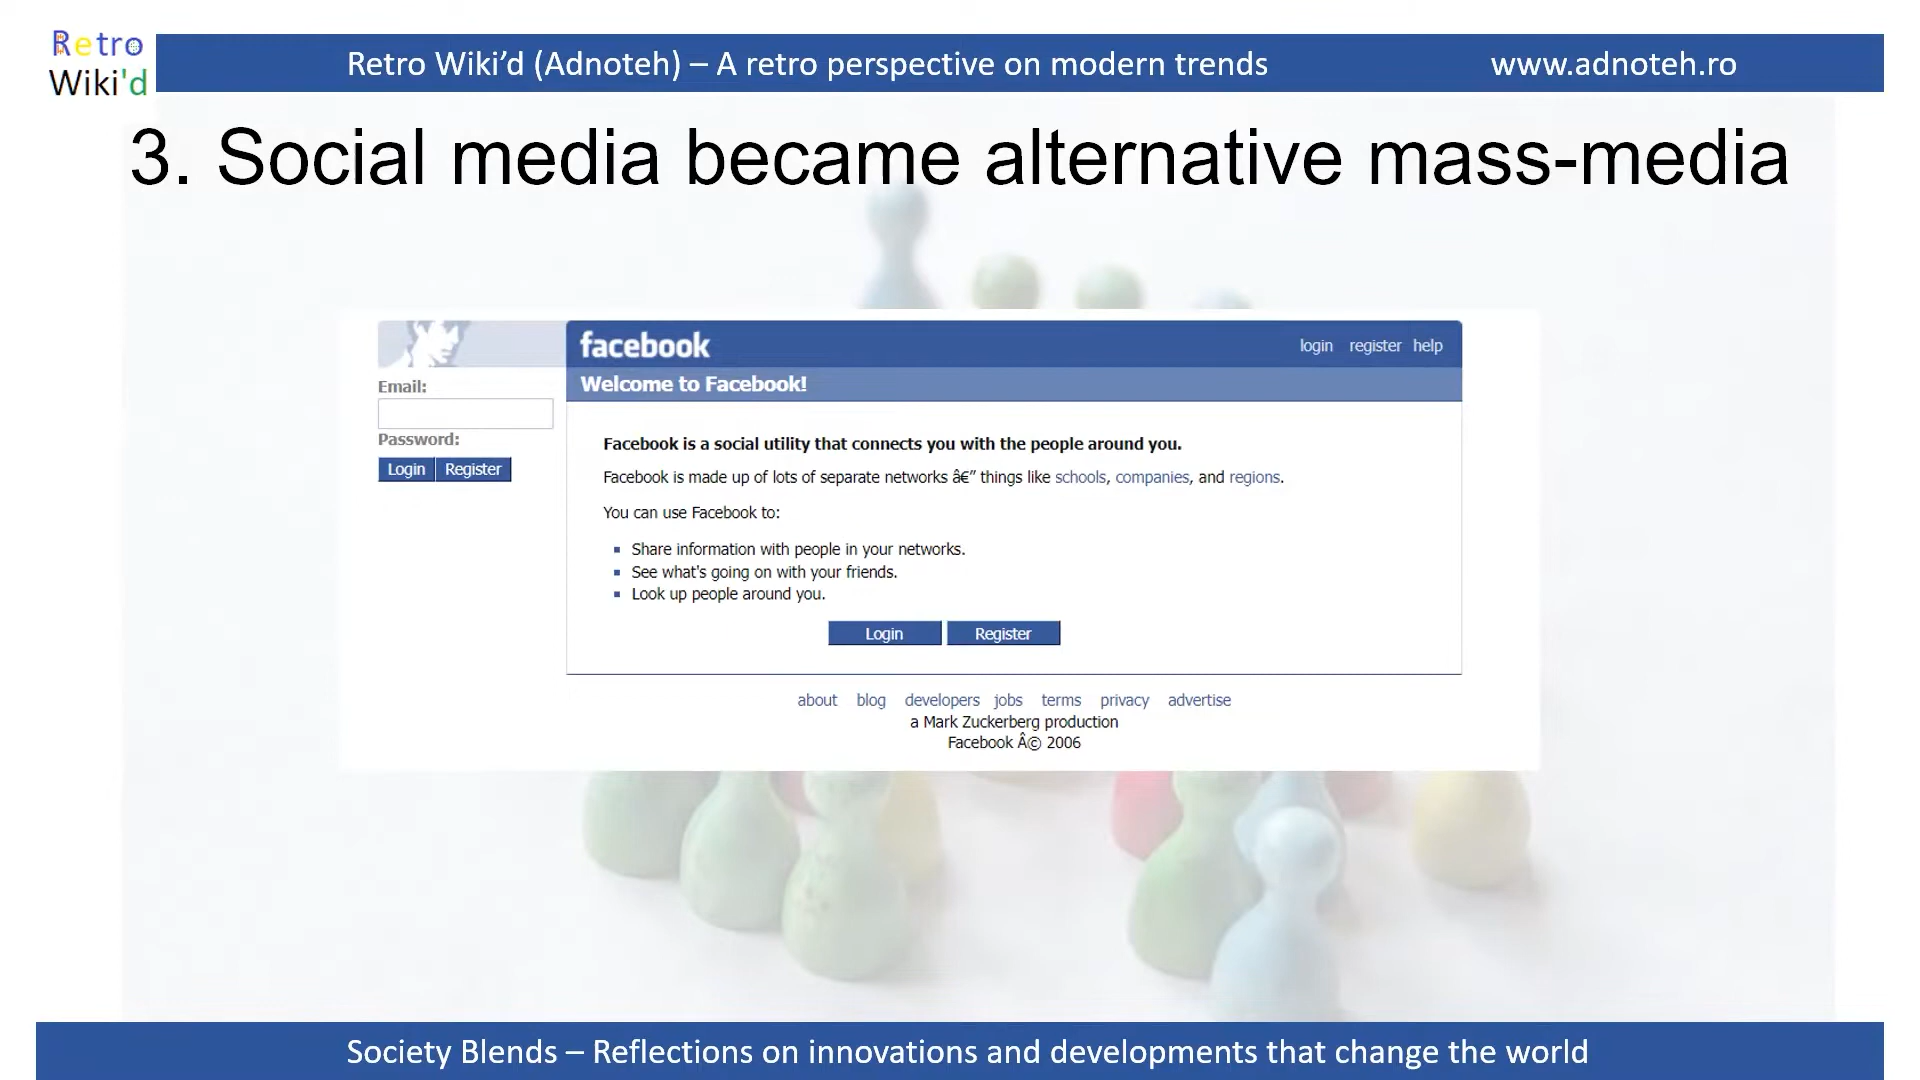 Retro
Wiki'd
Retro Wiki’d (Adnoteh) – A retro perspective on modern trends www.adnoteh.ro
3. Social media became alternative mass-media
facebook login register help
Welcome to Facebook!
Email:
Password:
Login Register
Facebook is a social utility that connects you with the people around you.
Facebook is made up of lots of separate networks â€” things like schools, companies, and regions.
You can use Facebook to:
Share information with people in your networks.
See what's going on with your friends.
Look up people around you.
Login Register
about blog developers jobs terms privacy advertise
a Mark Zuckerberg production
Facebook Â© 2006
Society Blends – Reflections on innovations and developments that change the world